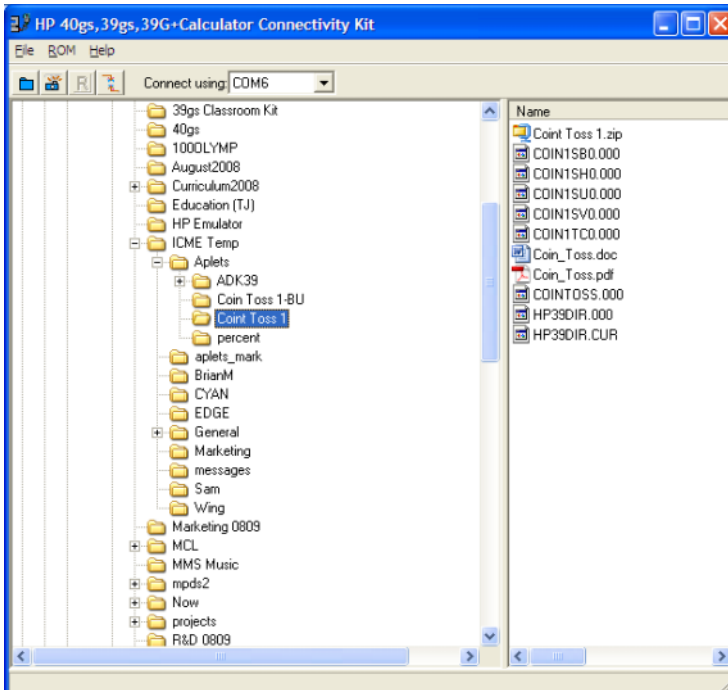 HP 40gs,39gs,39G+Calculator Connectivity Kit
File ROM Help
R Connect using: COM6
39gs Classroom Kit
40gs
100OLYMP
August2008
Curriculum2008
Education (TJ)
HP Emulator
ICME Temp
Aplets
ADK39
Coin Toss 1-BU
Coint Toss 1
percent
aplets_mark
BrianM
CYAN
EDGE
General
Marketing
messages
Sam
Wing
Marketing 0809
MCL
MMS Music
mpds2
Now
projects
R&D 0809
Name
Coint Toss 1.zip
COIN1SB0.000
COIN1SH0.000
COIN1SU0.000
COIN1SV0.000
COIN1TC0.000
Coin_Toss.doc
Coin_Toss.pdf
COINTOSS.000
HP39DIR.000
HP39DIR.CUR